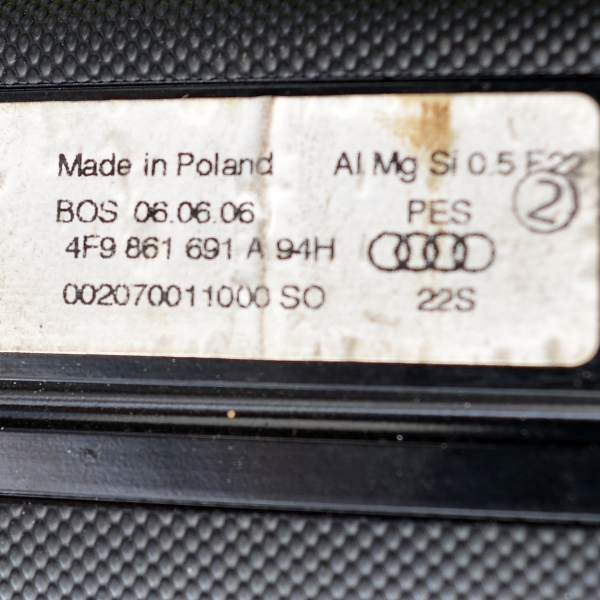 Made in Poland Al Mg Si 0.5 F22
BOS 06.06.06 PES 2
4F9 861 691 A 94H
002070011000 SO 22S